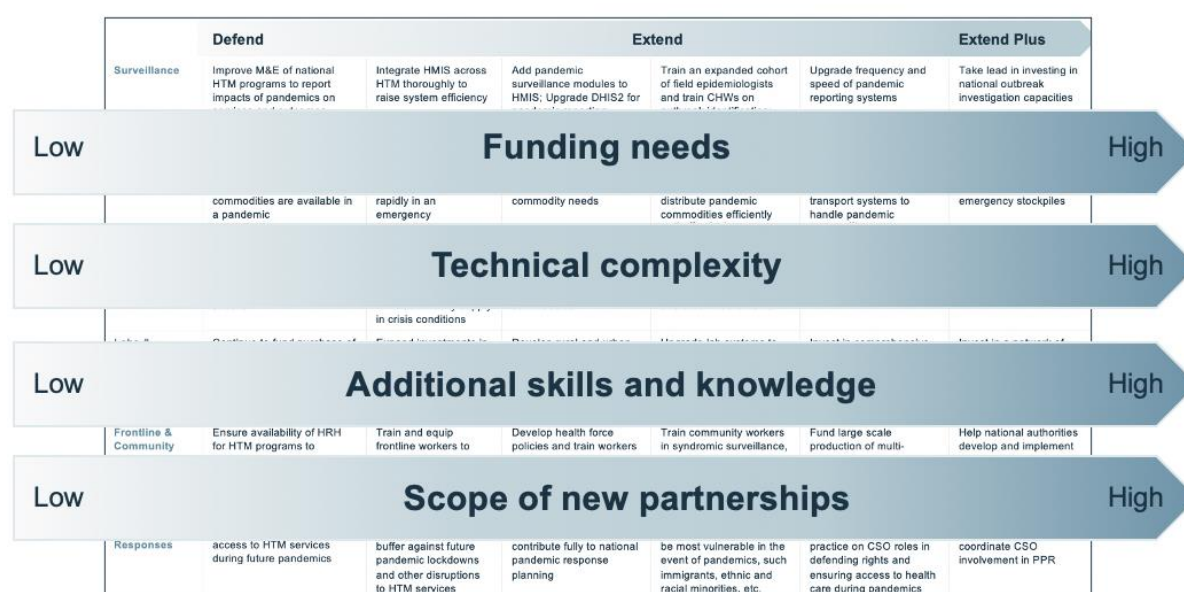 Defend Extend Extend Plus
Surveillance Improve M&E of national Integrate HMIS across Add pandemic Train an expanded cohort Upgrade frequency and Take lead in investing in
HTM programs to report HTM thoroughly to surveillance modules to of field epidemiologists speed of pandemic national outbreak
impacts of pandemics on raise system efficiency HMIS; Upgrade DHIS2 for and train CHWs on reporting systems investigation capacities
Low Funding needs High
commodities are available in rapidly in an commodity needs distribute pandemic transport systems to emergency stockpiles
a pandemic emergency commodities efficiently handle pandemic
Low Technical complexity High
in crisis conditions
Low Additional skills and knowledge High
Frontline & Ensure availability of HRH Train and equip Develop health force Train community workers Fund large scale Help national authorities
Community for HTM programs to frontline workers to policies and train workers in syndromic surveillance, production of multi- develop and implement
Low Scope of new partnerships High
Responses access to HTM services buffer against future contribute fully to national be most vulnerable in the practice on CSO roles in coordinate CSO
during future pandemics pandemic lockdowns pandemic response event of pandemics, such defending rights and involvement in PPR
and other disruptions planning immigrants, ethnic and ensuring access to health
to HTM services racial minorities, etc. care during pandemics